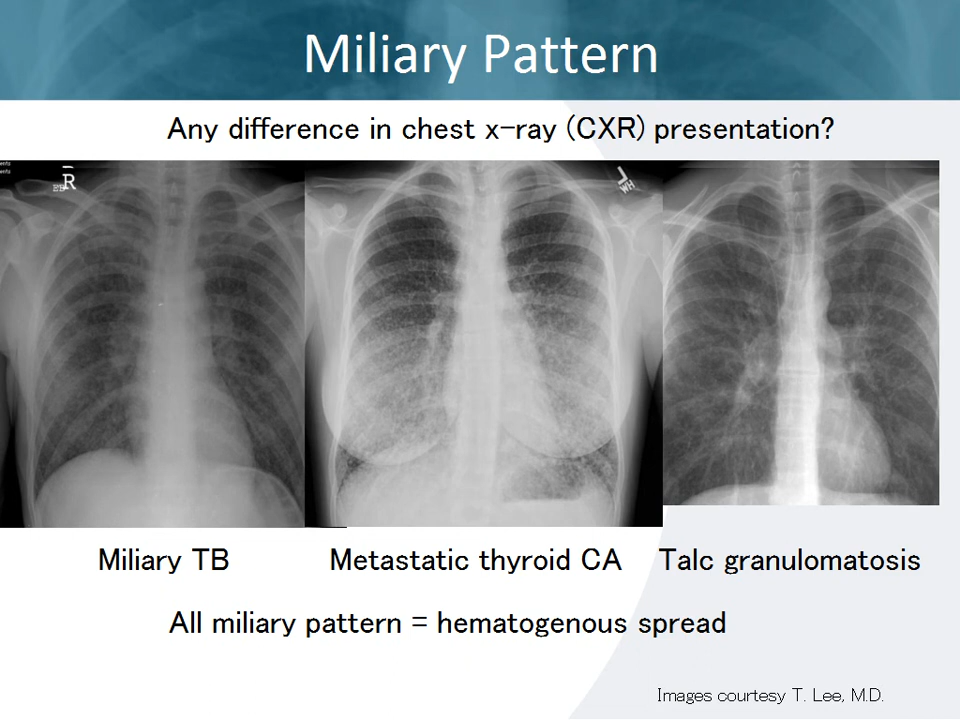 Miliary Pattern
Any difference in chest x-ray (CXR) presentation?
R
L
WH
Miliary TB
Metastatic thyroid CA
Talc granulomatosis
All miliary pattern = hematogenous spread
Images courtesy T. Lee, M.D.